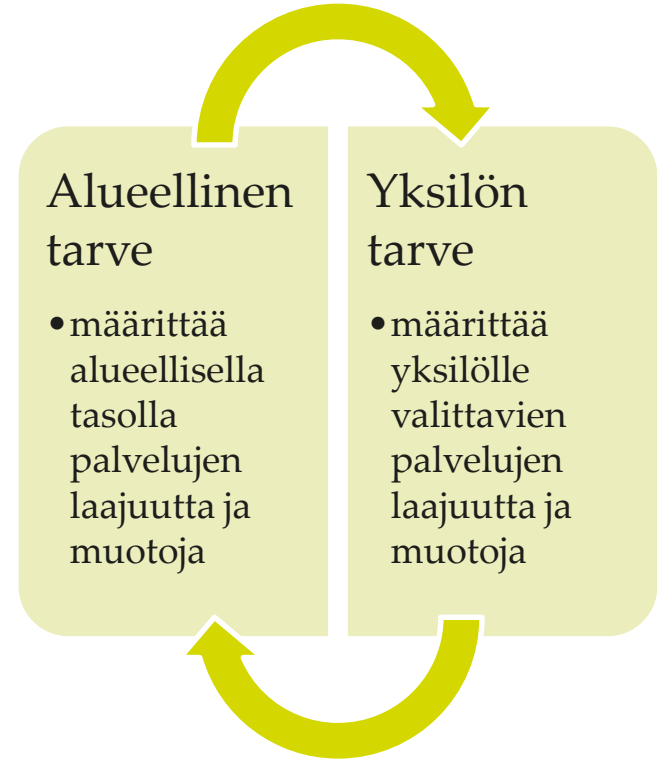 Alueellinen
tarve
•määrittää
alueellisella
tasolla
palvelujen
laajuutta ja
muotoja
Yksilön
tarve
•määrittää
yksilölle
valittavien
palvelujen
laajuutta ja
muotoja